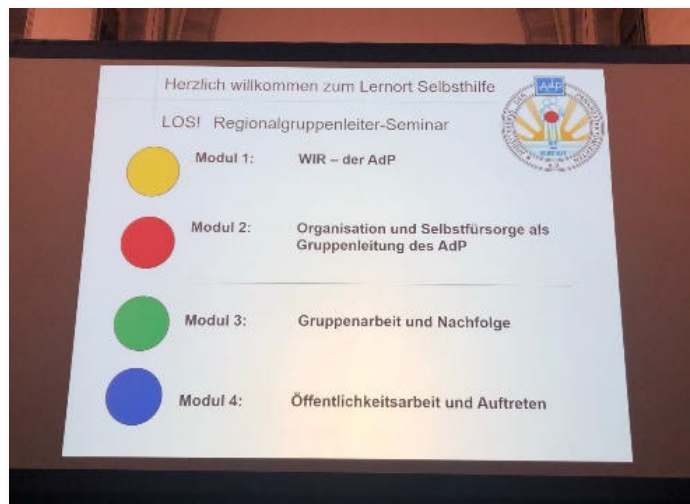 Herzlich willkommen zum Lernort Selbsthilfe
AdP
LOS! Regionalgruppenleiter-Seminar
Modul 1: WIR – der AdP
Modul 2: Organisation und Selbstfürsorge als
Gruppenleitung des AdP
Modul 3: Gruppenarbeit und Nachfolge
Modul 4: Öffentlichkeitsarbeit und Auftreten